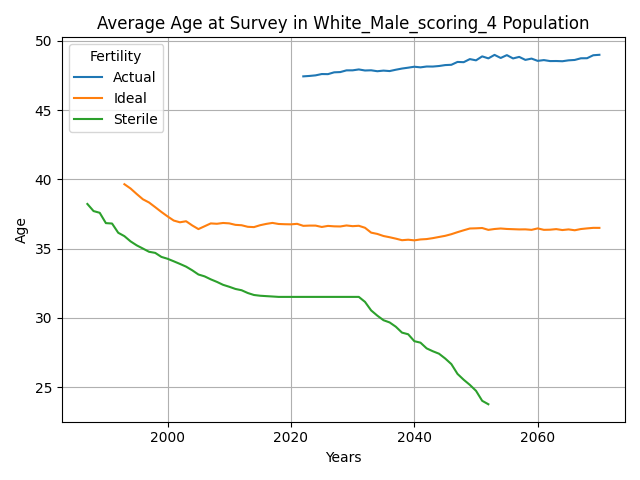 Average Age at Survey in White_Male_scoring_4 Population
50
45
40
35
30
25
Age
Fertility
Actual
Ideal
Sterile
2000
2020
2040
2060
Years